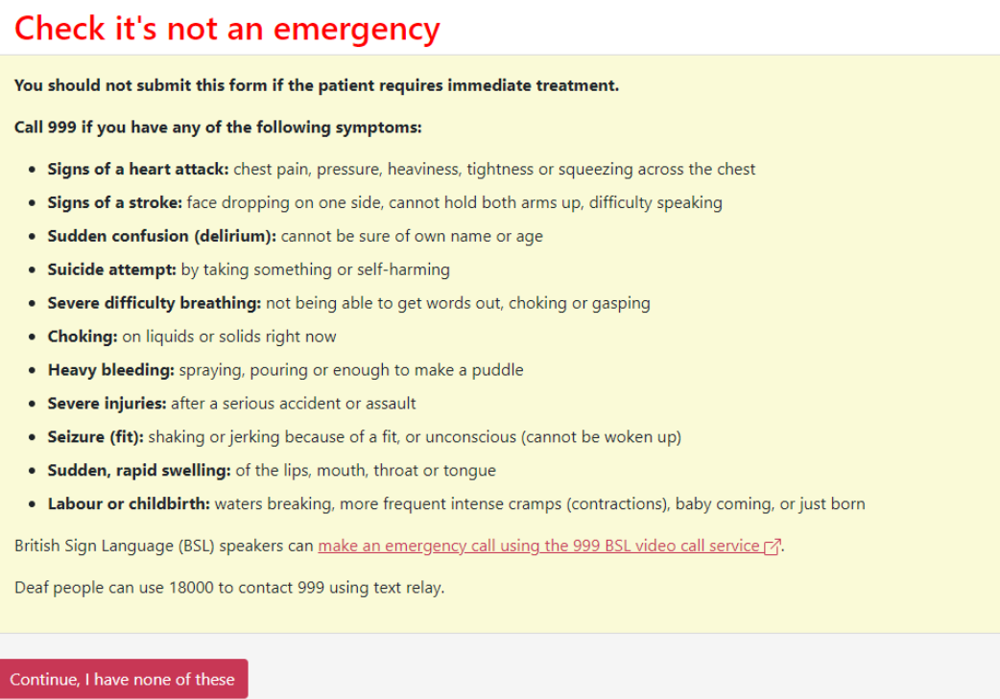 Check it's not an emergency
You should not submit this form if the patient requires immediate treatment.
Call 999 if you have any of the following symptoms:
• Signs of a heart attack: chest pain, pressure, heaviness, tightness or squeezing across the chest
• Signs of a stroke: face dropping on one side, cannot hold both arms up, difficulty speaking
• Sudden confusion (delirium): cannot be sure of own name or age
• Suicide attempt: by taking something or self-harming
• Severe difficulty breathing: not being able to get words out, choking or gasping
• Choking: on liquids or solids right now
• Heavy bleeding: spraying, pouring or enough to make a puddle
• Severe injuries: after a serious accident or assault
• Seizure (fit): shaking or jerking because of a fit, or unconscious (cannot be woken up)
• Sudden, rapid swelling: of the lips, mouth, throat or tongue
• Labour or childbirth: waters breaking, more frequent intense cramps (contractions), baby coming, or just born
British Sign Language (BSL) speakers can make an emergency call using the 999 BSL video call service.
Deaf people can use 18000 to contact 999 using text relay.
Continue, I have none of these